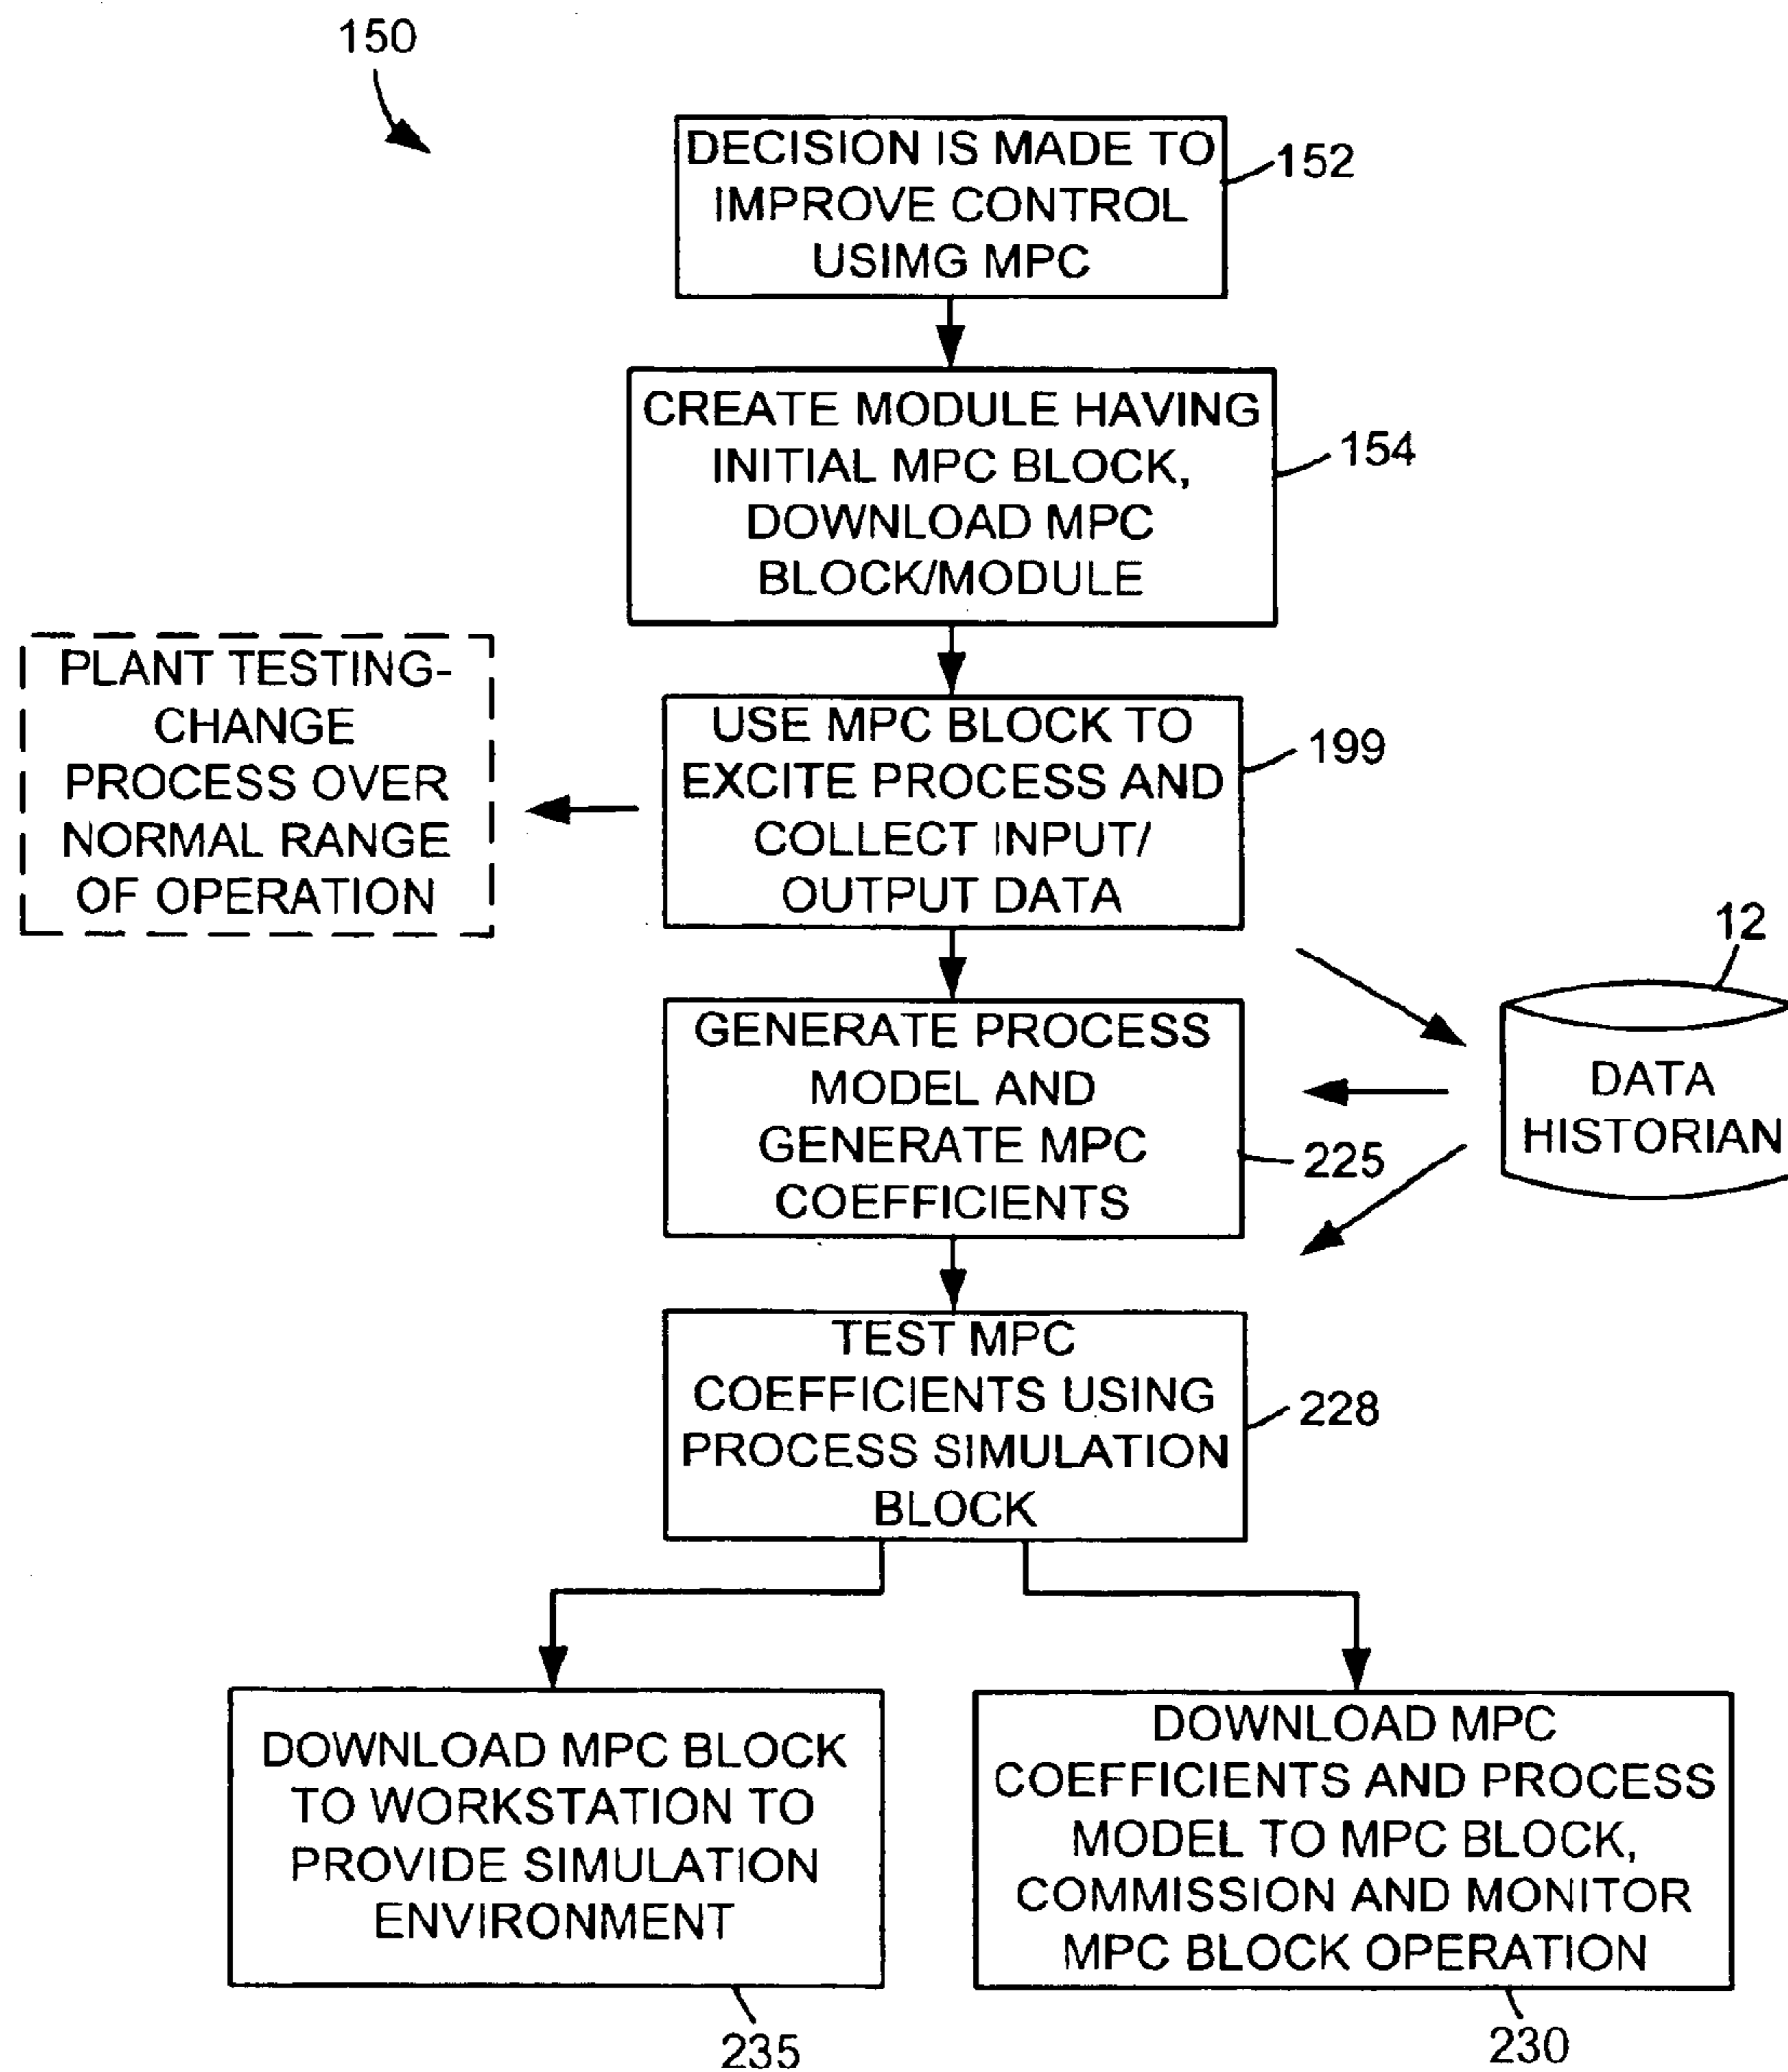 150
DECISION IS MADE TO
IMPROVE CONTROL
USIMG MPC
152
CREATE MODULE HAVING
INITIAL MPC BLOCK,
DOWNLOAD MPC
BLOCK/MODULE
154
PLANT TESTING-
CHANGE
PROCESS OVER
NORMAL RANGE
OF OPERATION
USE MPC BLOCK TO
EXCITE PROCESS AND
COLLECT INPUT/
OUTPUT DATA
199
12
DATA
HISTORIAN
GENERATE PROCESS
MODEL AND
GENERATE MPC
COEFFICIENTS
225
TEST MPC
COEFFICIENTS USING
PROCESS SIMULATION
BLOCK
228
DOWNLOAD MPC BLOCK
TO WORKSTATION TO
PROVIDE SIMULATION
ENVIRONMENT
235
DOWNLOAD MPC
COEFFICIENTS AND PROCESS
MODEL TO MPC BLOCK,
COMMISSION AND MONITOR
MPC BLOCK OPERATION
230